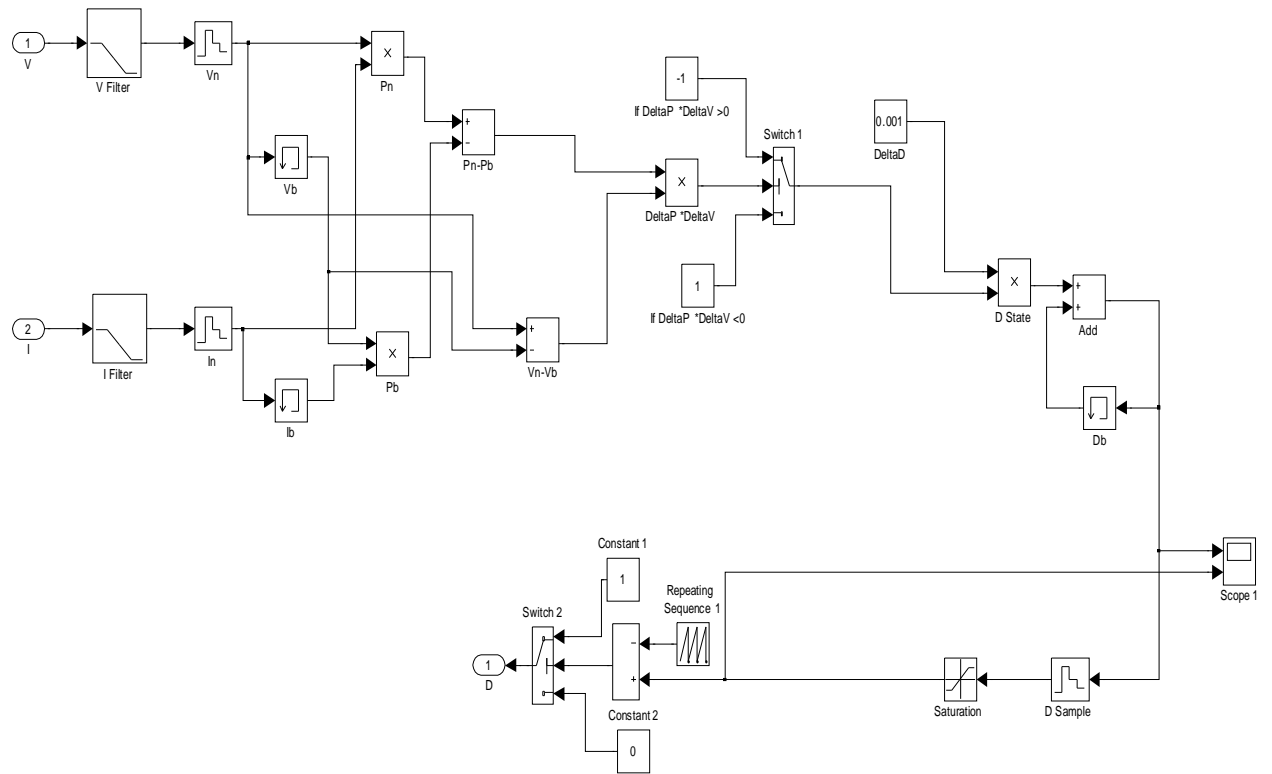 1
V
V Filter
Vn
X
Pn
Vb
+
−
Pn-Pb
-1
If DeltaP *DeltaV >0
Switch 1
0.001
DeltaD
X
DeltaP *DeltaV
1
If DeltaP *DeltaV <0
2
I
I Filter
In
Ib
X
Pb
+
−
Vn-Vb
X
D State
+
+
Add
Db
Scope 1
Constant 1
1
Repeating
Sequence 1
Switch 2
1
D
−
+
Constant 2
0
Saturation
D Sample